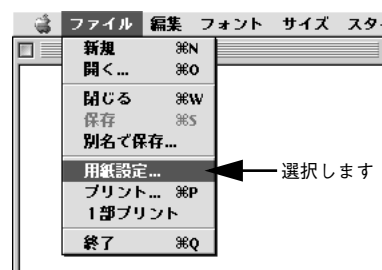 ファイル 編集 フォント サイズ スタ
新規 ⌘N
開く... ⌘O
閉じる ⌘W
保存 ⌘S
別名で保存...
用紙設定... 選択します
プリント... ⌘P
1部プリント
終了 ⌘Q